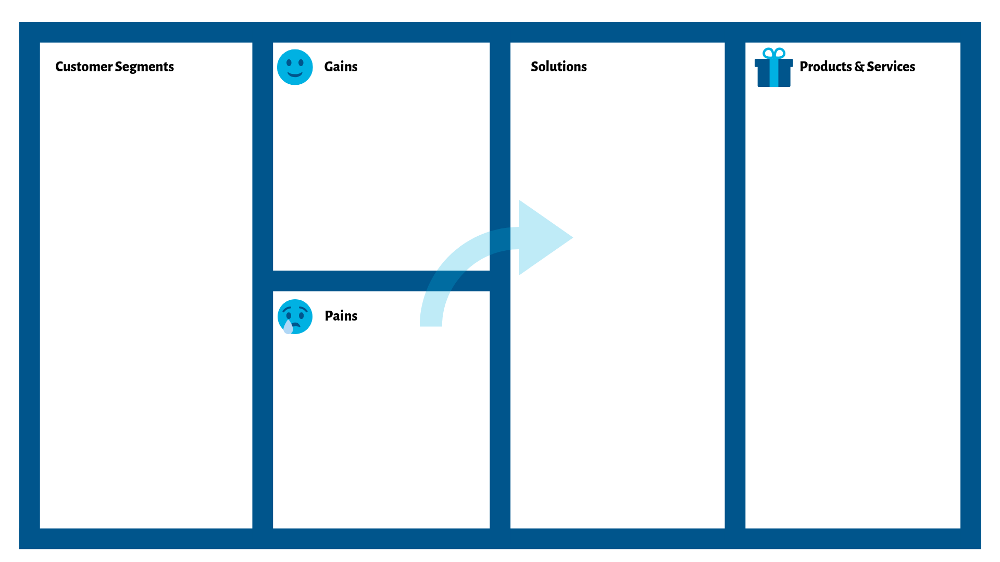 Customer Segments
Gains
Pains
Solutions
Products & Services